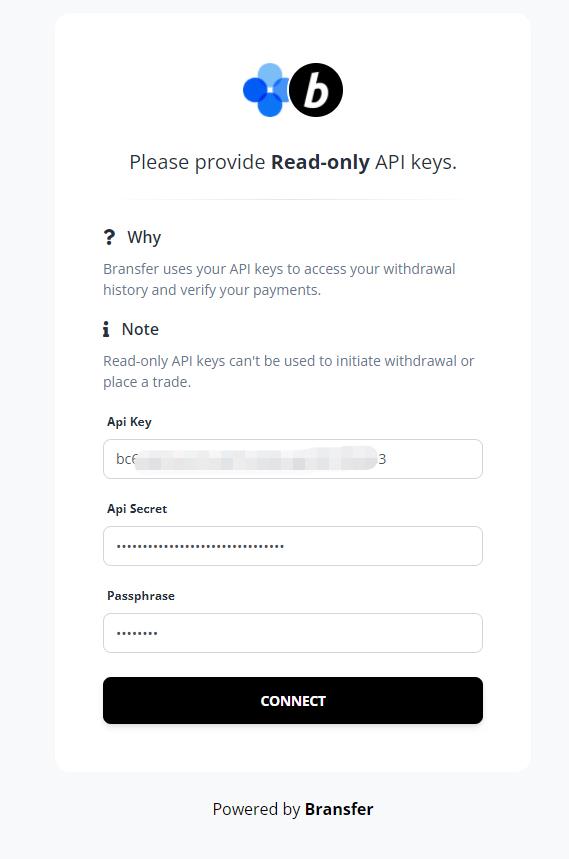 b
Please provide Read-only API keys.
? Why
Bransfer uses your API keys to access your withdrawal
history and verify your payments.
i Note
Read-only API keys can't be used to initiate withdrawal or
place a trade.
Api Key
bc6 3
Api Secret
••••••••••••••••••••••••••••••••
Passphrase
••••••••
CONNECT
Powered by Bransfer